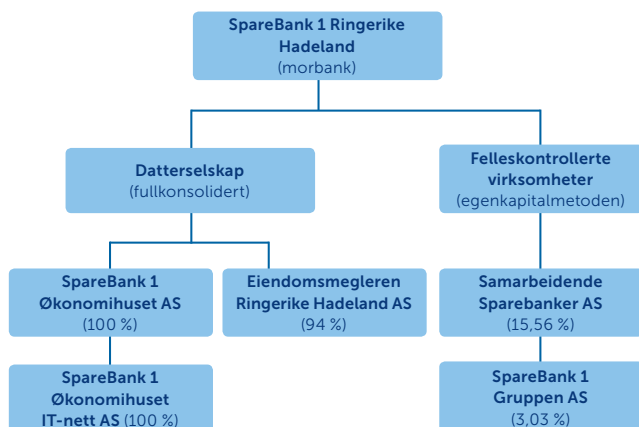 SpareBank 1 Ringerike
Hadeland
(morbank)
Datterselskap
(fullkonsolidert)
Felleskontrollerte
virksomheter
(egenkapitalmetoden)
SpareBank 1
Økonomihuset AS
(100 %)
Eiendomsmegleren
Ringerike Hadeland AS
(94 %)
Samarbeidende
Sparebanker AS
(15,56 %)
SpareBank 1
Økonomihuset
IT-nett AS (100 %)
SpareBank 1
Gruppen AS
(3,03 %)